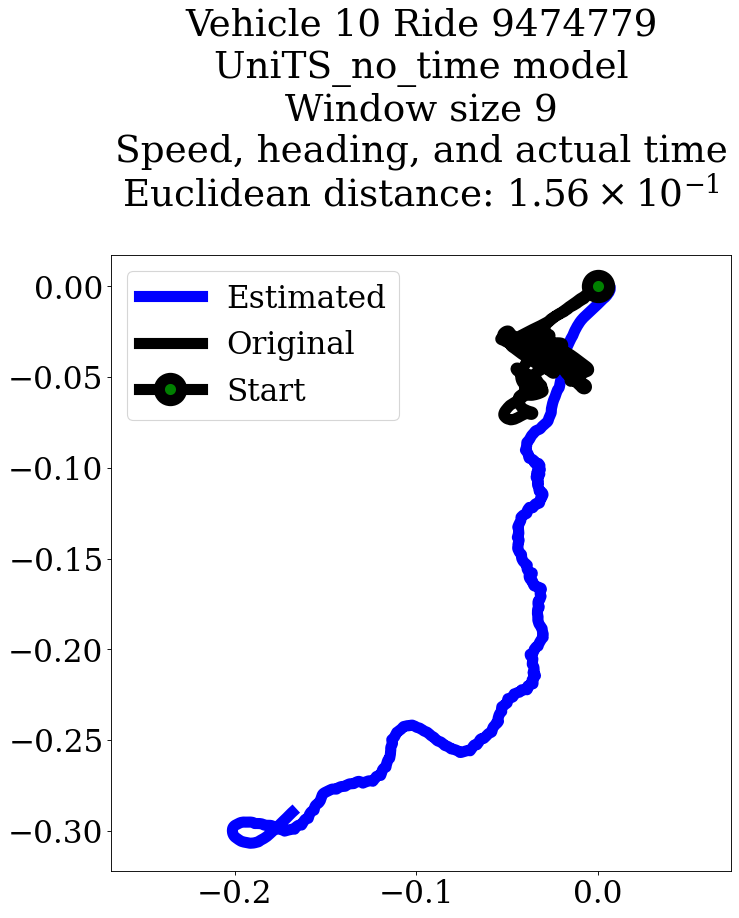 Vehicle 10 Ride 9474779
UniTS_no_time model
Window size 9
Speed, heading, and actual time
Euclidean distance: 1.56 × 10⁻¹
Estimated
Original
Start
0.00
−0.05
−0.10
−0.15
−0.20
−0.25
−0.30
−0.2 −0.1 0.0